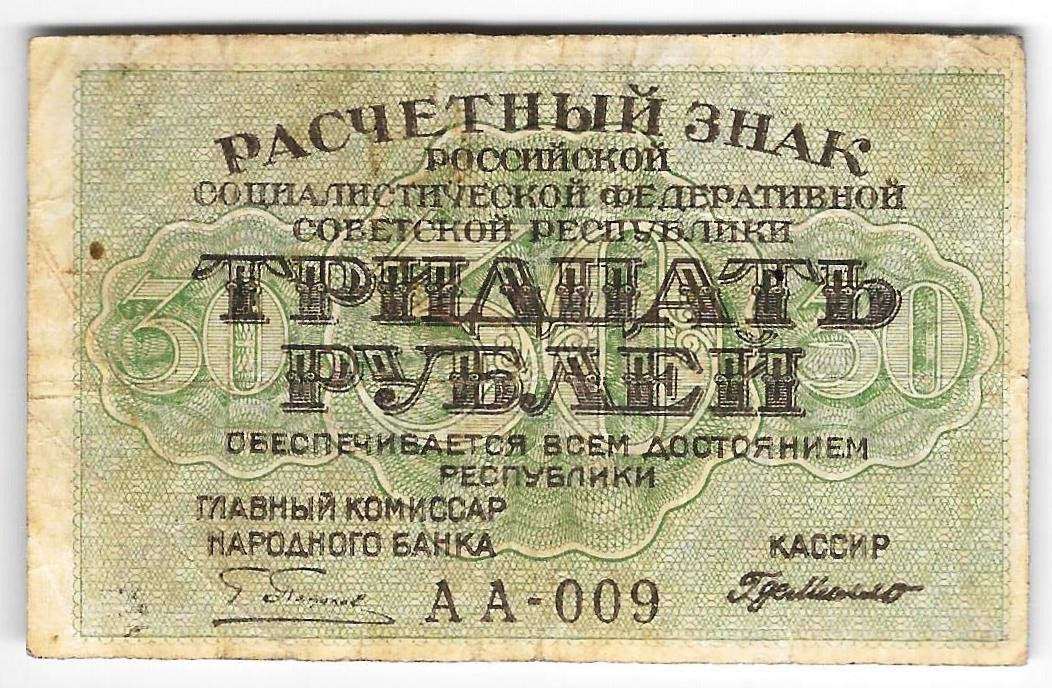 РАСЧЕТНЫЙ ЗНАК
РОССИЙСКОЙ
СОЦИАЛИСТИЧЕСКОЙ ФЕДЕРАТИВНОЙ
СОВЕТСКОЙ РЕСПУБЛИКИ
30 30 30
ТРИДЦАТЬ
РУБЛЕЙ
ОБЕСПЕЧИВАЕТСЯ ВСЕМ ДОСТОЯНИЕМ
РЕСПУБЛИКИ
ГЛАВНЫЙ КОМИССАР
НАРОДНОГО БАНКА
КАССИР
АА-009